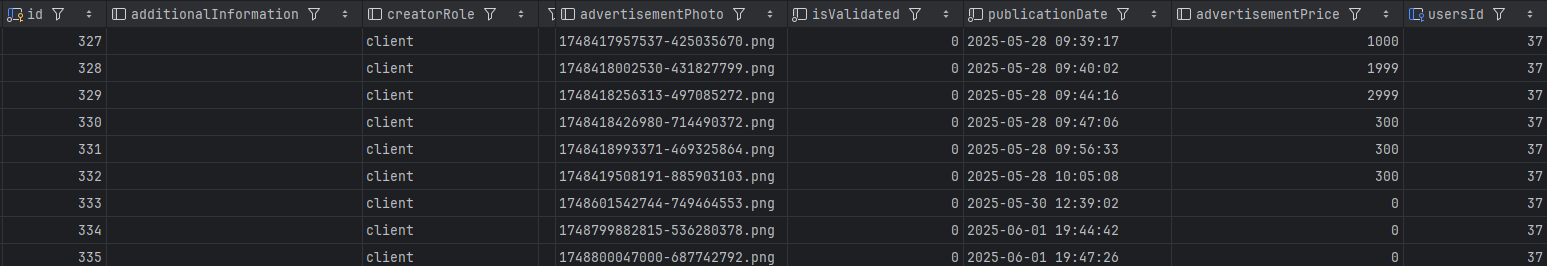 id additionalInformation creatorRole advertisementPhoto isValidated publicationDate advertisementPrice usersId
327 client 1748417957537-425035670.png 0 2025-05-28 09:39:17 1000 37
328 client 1748418002530-431827799.png 0 2025-05-28 09:40:02 1999 37
329 client 1748418256313-497085272.png 0 2025-05-28 09:44:16 2999 37
330 client 1748418426980-714490372.png 0 2025-05-28 09:47:06 300 37
331 client 1748418993371-469325864.png 0 2025-05-28 09:56:33 300 37
332 client 1748419508191-885903103.png 0 2025-05-28 10:05:08 300 37
333 client 1748601542744-749464553.png 0 2025-05-30 12:39:02 0 37
334 client 1748799882815-536280378.png 0 2025-06-01 19:44:42 0 37
335 client 1748800047000-687742792.png 0 2025-06-01 19:47:26 0 37